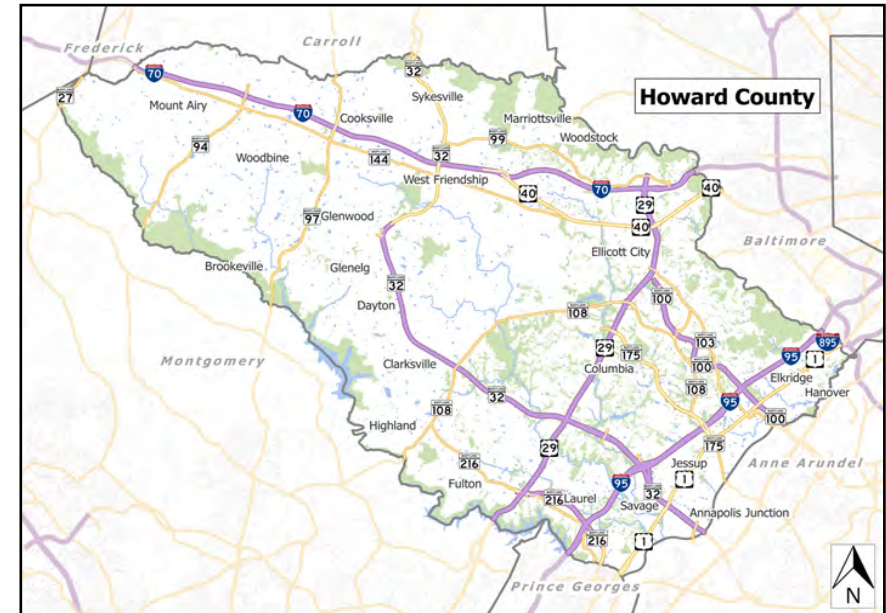 Frederick
Carroll
Howard County
70
32
27
Mount Airy
70
Sykesville
Cooksville
Marriottsville
Woodstock
94
99
Woodbine
144
32
West Friendship
40
70
40
29
97
Glenwood
40
Baltimore
Ellicott City
Brookeville
Glenelg
32
100
Dayton
108
Montgomery
29
175
103
895
95
1
Clarksville
Columbia
100
Elkridge
32
108
Hanover
108
95
100
Highland
29
175
216
Jessup
Anne Arundel
Fulton
95
1
216
Laurel
32
Savage
Annapolis Junction
216
1
Prince Georges
N